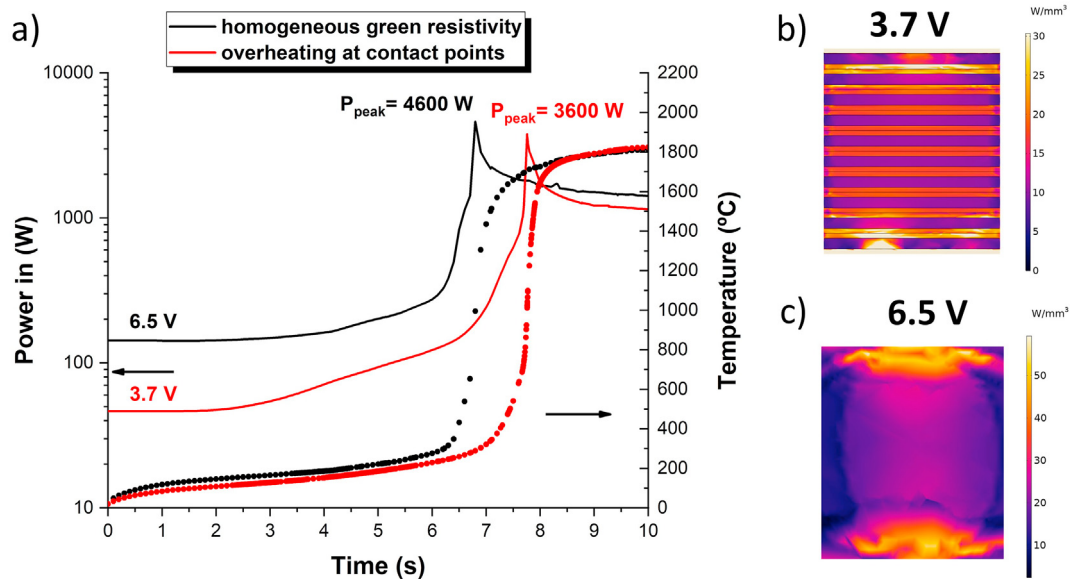 a)
homogeneous green resistivity
overheating at contact points
10000
1000
100
10
Power in (W)
P_peak= 4600 W
P_peak= 3600 W
6.5 V
3.7 V
2200
2000
1800
1600
1400
1200
1000
800
600
400
200
0
Temperature (ºC)
0 1 2 3 4 5 6 7 8 9 10
Time (s)
b)
3.7 V
W/mm³
30
25
20
15
10
5
0
c)
6.5 V
W/mm³
50
40
30
20
10